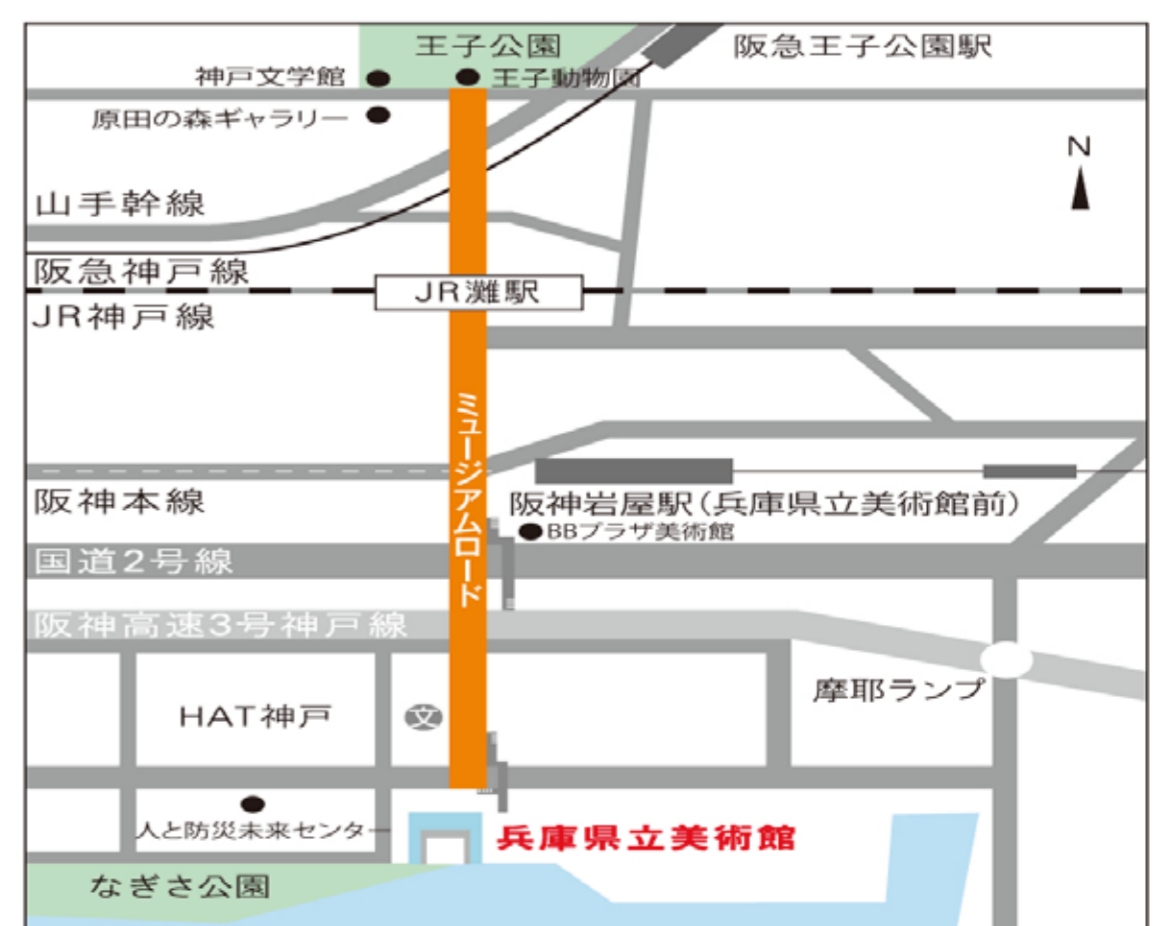 王子公園
阪急王子公園駅
神戸文学館
王子動物園
原田の森ギャラリー
N
山手幹線
阪急神戸線
JR灘駅
JR神戸線
ミュージアムロード
阪神本線
阪神岩屋駅(兵庫県立美術館前)
BBプラザ美術館
国道2号線
阪神高速3号神戸線
摩耶ランプ
HAT神戸
文
人と防災未来センター
兵庫県立美術館
なぎさ公園